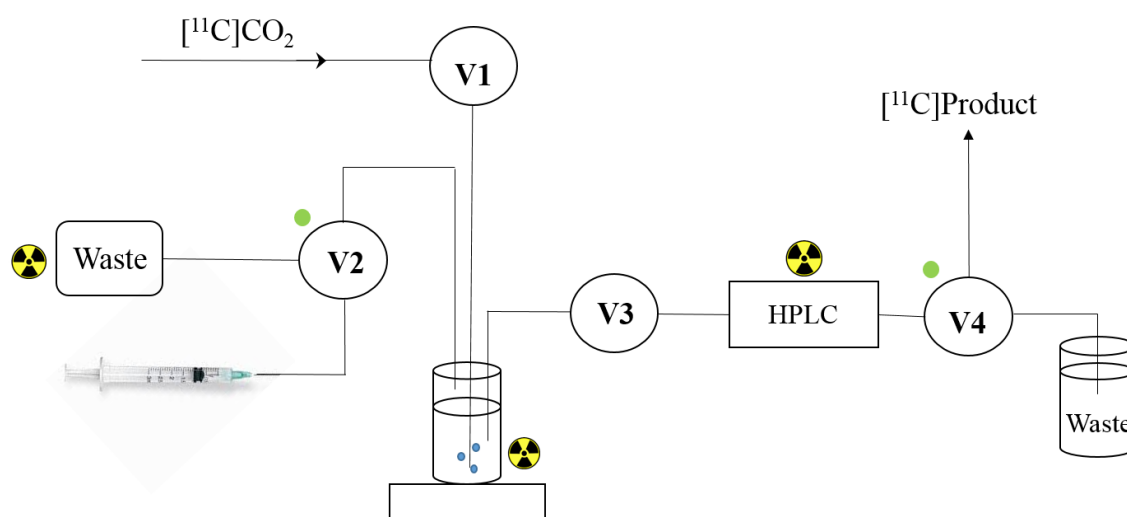 [¹¹C]CO₂
V1
[¹¹C]Product
Waste
V2
V3
HPLC
V4
Waste